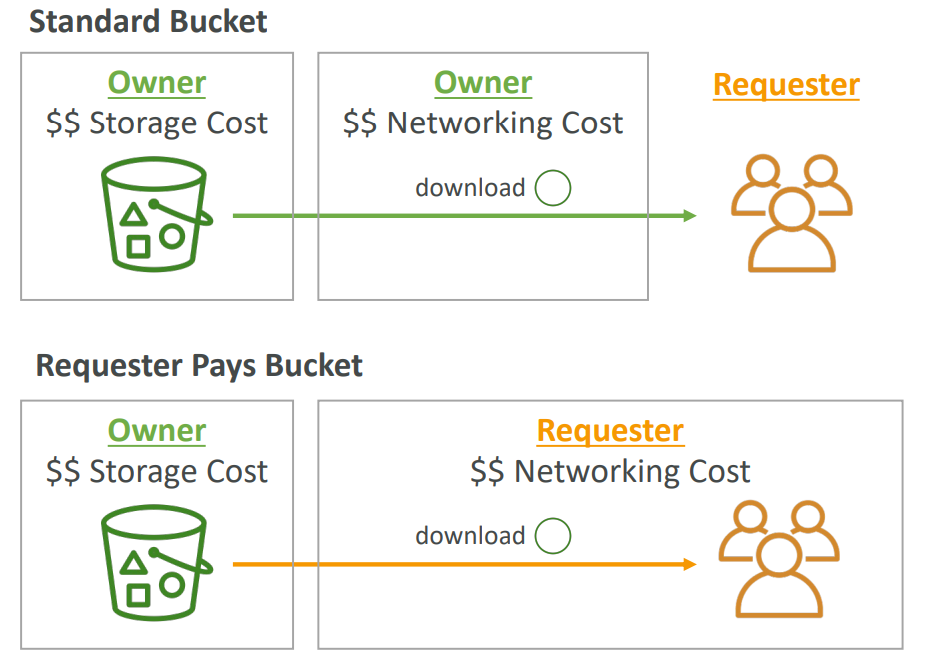 Standard Bucket
Owner
$$ Storage Cost
Owner
$$ Networking Cost
download
Requester
Requester Pays Bucket
Owner
$$ Storage Cost
Requester
$$ Networking Cost
download